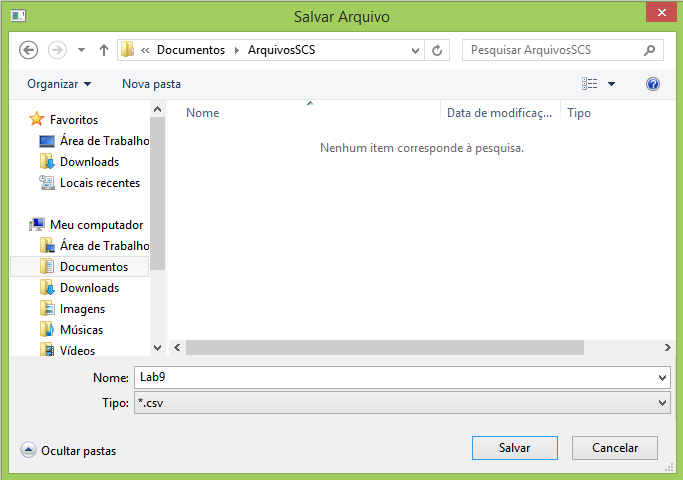 Salvar Arquivo
« Documentos ArquivosSCS
Pesquisar ArquivosSCS
Organizar Nova pasta
?
Favoritos
Área de Trabalho
Downloads
Locais recentes
Meu computador
Área de Trabalho
Documentos
Downloads
Imagens
Músicas
Vídeos
Nome Data de modificaç... Tipo
Nenhum item corresponde à pesquisa.
Nome: Lab9
Tipo: *.csv
Ocultar pastas
Salvar Cancelar